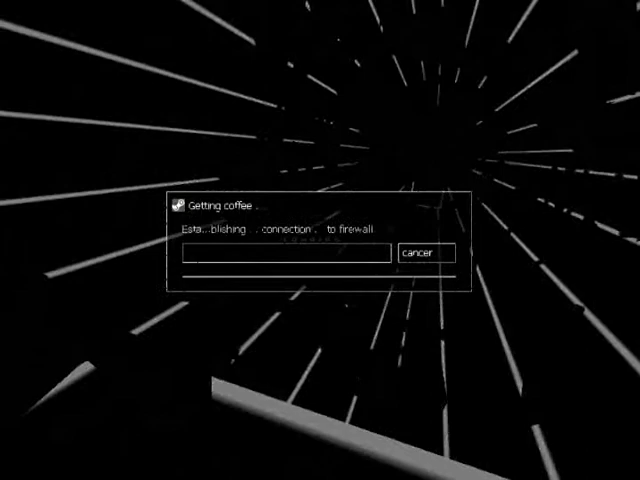 Getting coffee .
Esta...blishing . . connection . to firewall
cancer